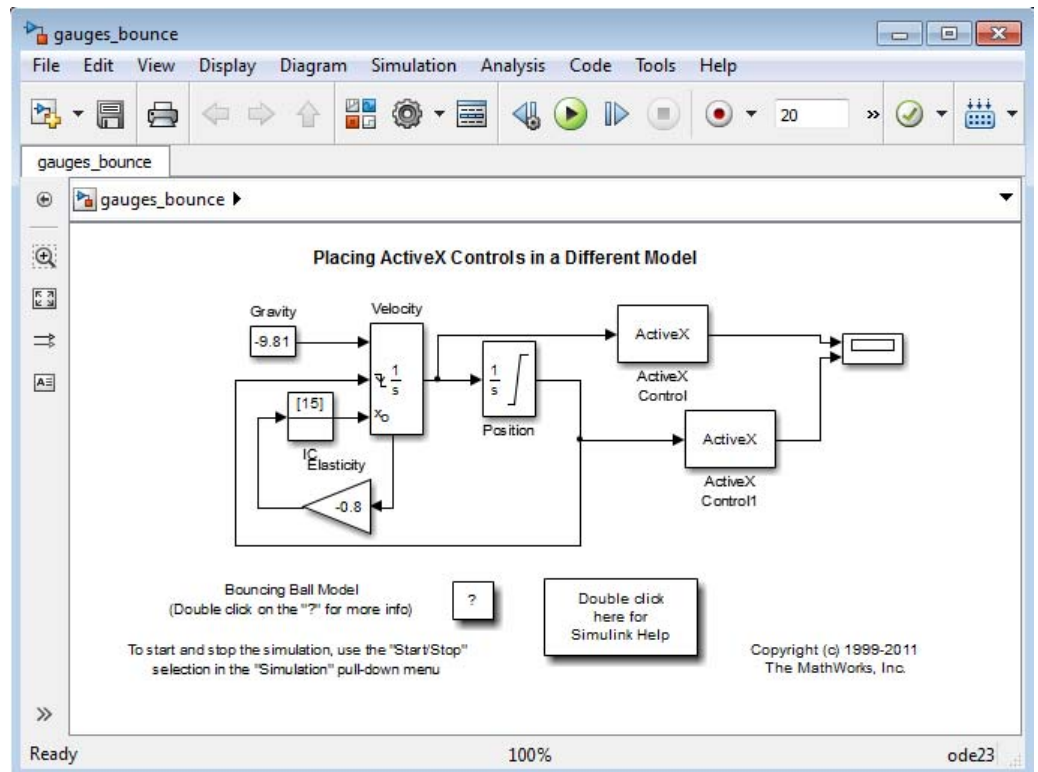 gauges_bounce
File Edit View Display Diagram Simulation Analysis Code Tools Help
20 »
gauges_bounce
gauges_bounce
Placing ActiveX Controls in a Different Model
Gravity
Velocity
-9.81
1
s
xo
[15]
IC
Elasticity
-0.8
1
s
Position
ActiveX
ActiveX
Control
ActiveX
ActiveX
Control1
Bouncing Ball Model
(Double click on the "?" for more info)
?
Double click
here for
Simulink Help
To start and stop the simulation, use the "Start/Stop"
selection in the "Simulation" pull-down menu
Copyright (c) 1999-2011
The MathWorks, Inc.
»
Ready 100% ode23